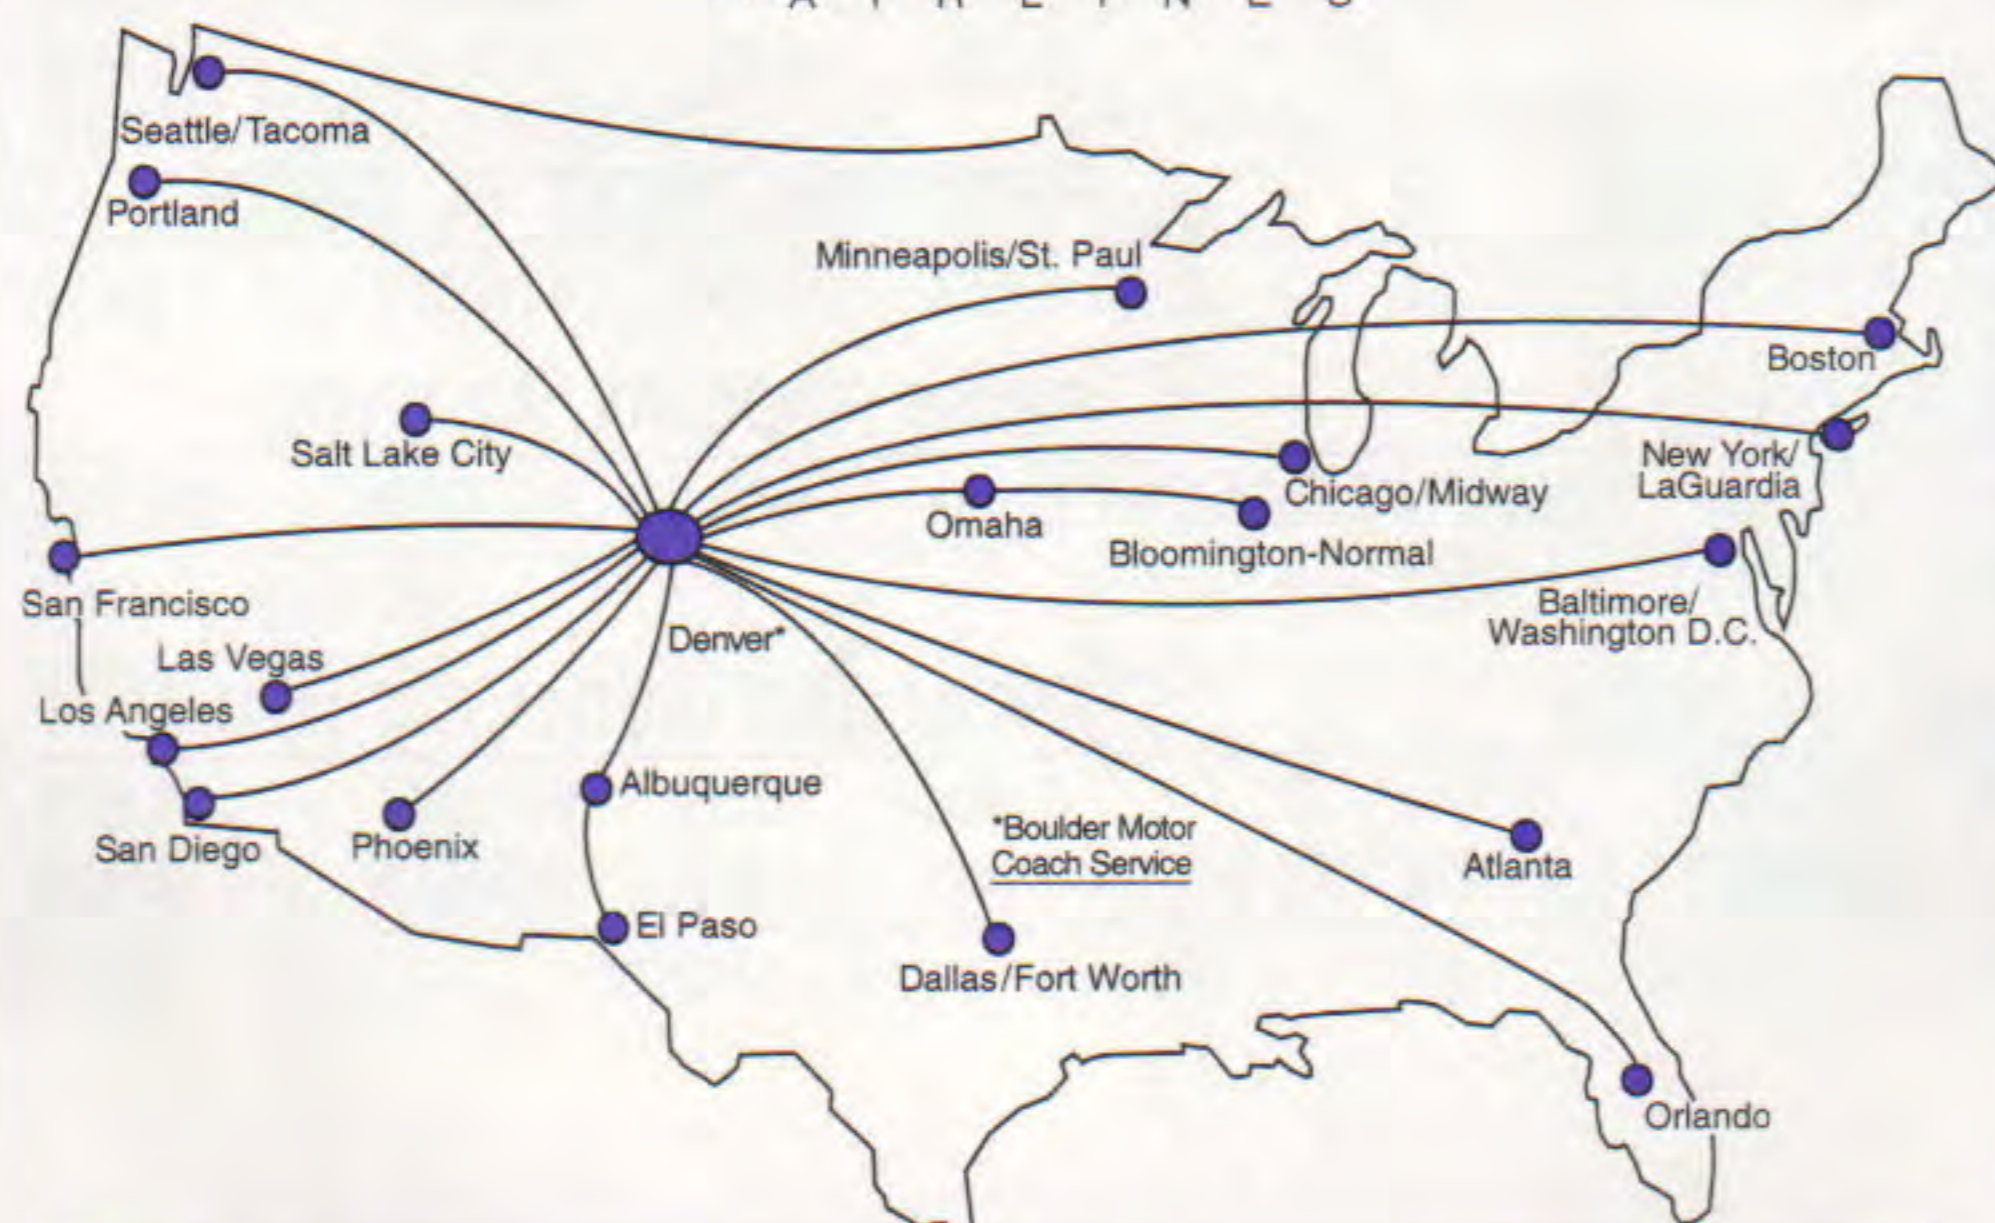 A I R L I N E S
Seattle/Tacoma
Portland
Minneapolis/St. Paul
Boston
Salt Lake City
New York/
LaGuardia
Chicago/Midway
Omaha
Bloomington-Normal
San Francisco
Baltimore/
Washington D.C.
Denver*
Las Vegas
Los Angeles
Albuquerque
*Boulder Motor
Coach Service
San Diego
Phoenix
Atlanta
El Paso
Dallas/Fort Worth
Orlando